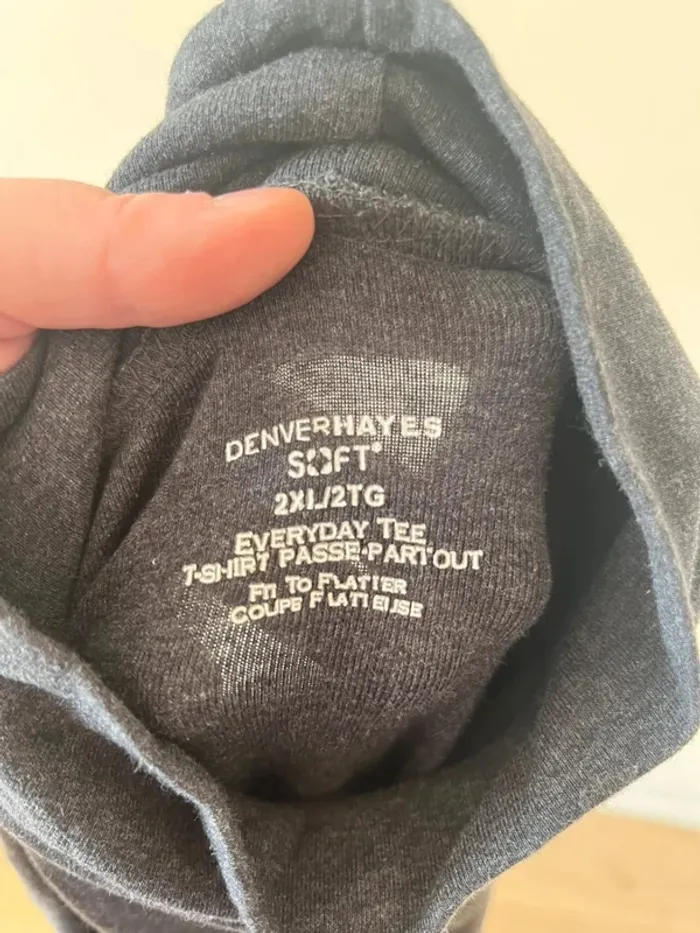 DENVERHAYES
SOFT®
2XL/2TG
EVERYDAY TEE
T-SHIRT PASSE-PARTOUT
FIT TO FLATTER
COUPE FLATTEUSE